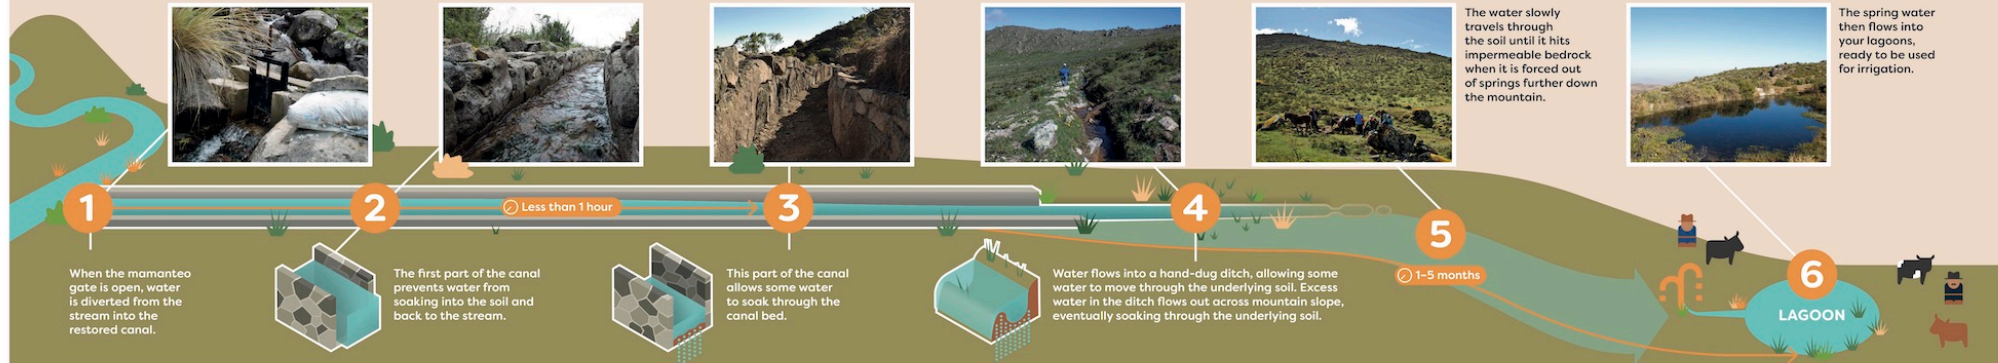 1
When the mamanteo
gate is open, water
is diverted from the
stream into the
restored canal.
2
The first part of the canal
prevents water from
soaking into the soil and
back to the stream.
Less than 1 hour
3
This part of the canal
allows some water
to soak through the
canal bed.
4
Water flows into a hand-dug ditch, allowing some
water to move through the underlying soil. Excess
water in the ditch flows out across mountain slope,
eventually soaking through the underlying soil.
5
The water slowly
travels through
the soil until it hits
impermeable bedrock
when it is forced out
of springs further down
the mountain.
1–5 months
6
The spring water
then flows into
your lagoons,
ready to be used
for irrigation.
LAGOON